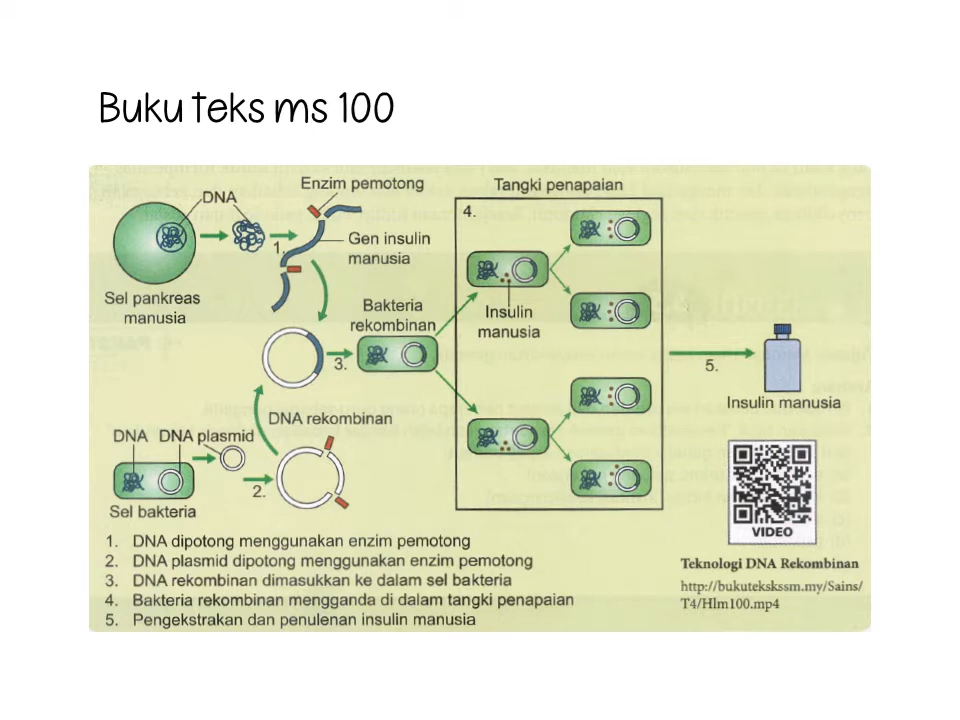 Buku teks ms 100
Enzim pemotong
Tangki penapaian
DNA
4.
1.
Gen insulin
manusia
Sel pankreas
manusia
Bakteria
rekombinan
Insulin
manusia
3.
5.
Insulin manusia
DNA rekombinan
DNA DNA plasmid
2.
Sel bakteria
VIDEO
1. DNA dipotong menggunakan enzim pemotong
2. DNA plasmid dipotong menggunakan enzim pemotong
3. DNA rekombinan dimasukkan ke dalam sel bakteria
4. Bakteria rekombinan mengganda di dalam tangki penapaian
5. Pengekstrakan dan penulenan insulin manusia
Teknologi DNA Rekombinan
http://bukutekskssm.my/Sains/
T4/Hlm100.mp4